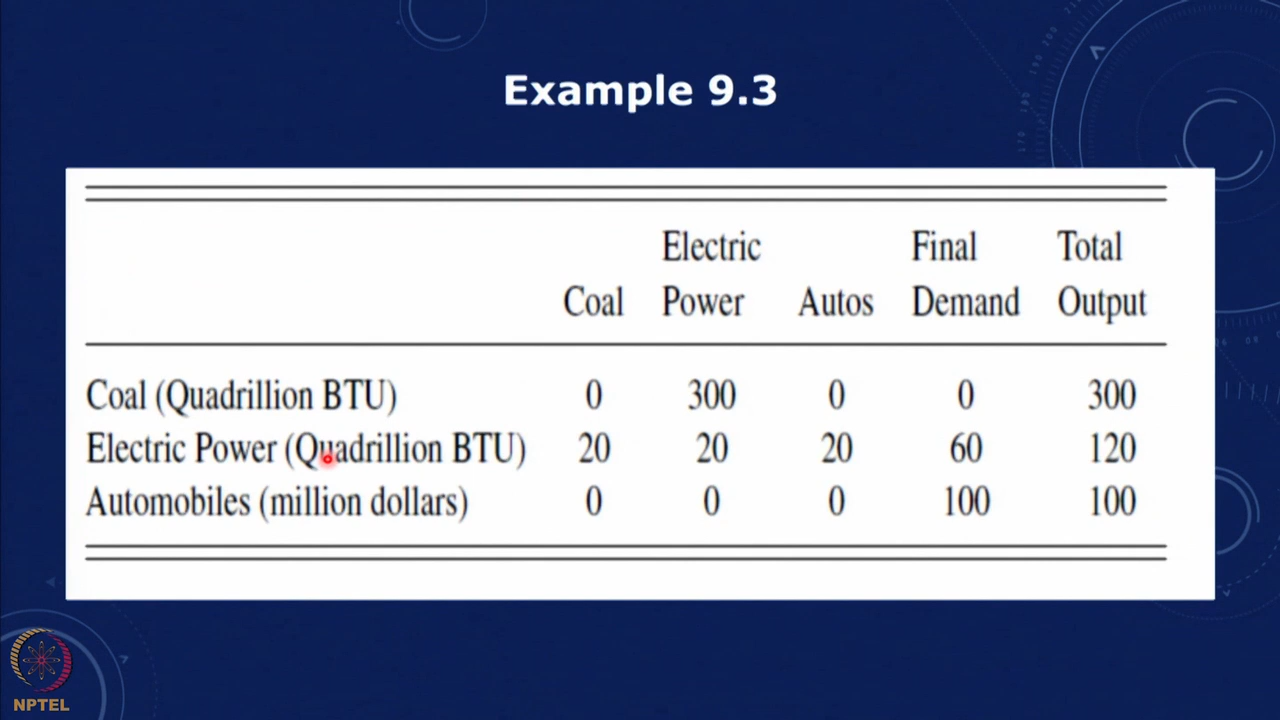 Example 9.3
Electric Final Total
Coal Power Autos Demand Output
Coal (Quadrillion BTU) 0 300 0 0 300
Electric Power (Quadrillion BTU) 20 20 20 60 120
Automobiles (million dollars) 0 0 0 100 100
NPTEL